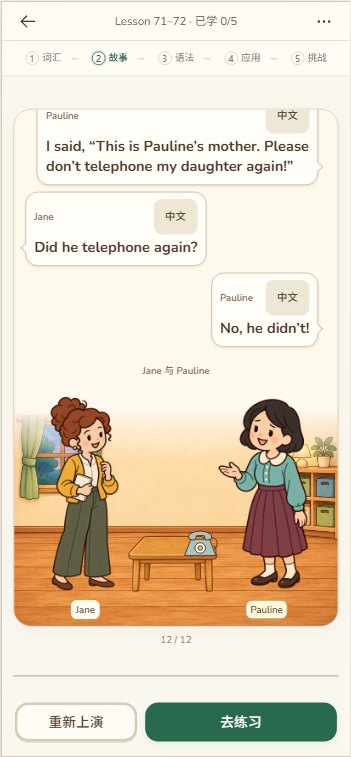 Lesson 71–72 · 已学 0/5
1 词汇 – 2 故事 – 3 语法 – 4 应用 – 5 挑战
Pauline 中文
I said, “This is Pauline’s mother. Please
don’t telephone my daughter again!”
Jane 中文
Did he telephone again?
Pauline 中文
No, he didn’t!
Jane 与 Pauline
Jane
Pauline
12 / 12
重新上演
去练习